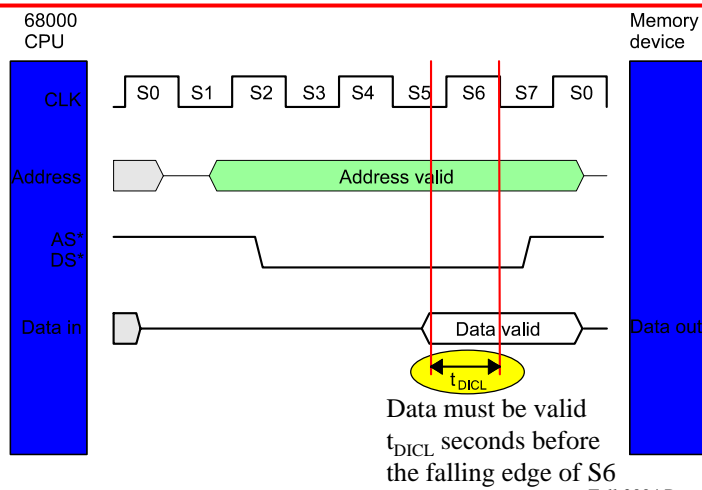 68000
CPU
Memory
device
CLK
S0 S1 S2 S3 S4 S5 S6 S7 S0
Address
Address valid
AS*
DS*
Data in
Data valid
Data out
tDICL
Data must be valid
tDICL seconds before
the falling edge of S6